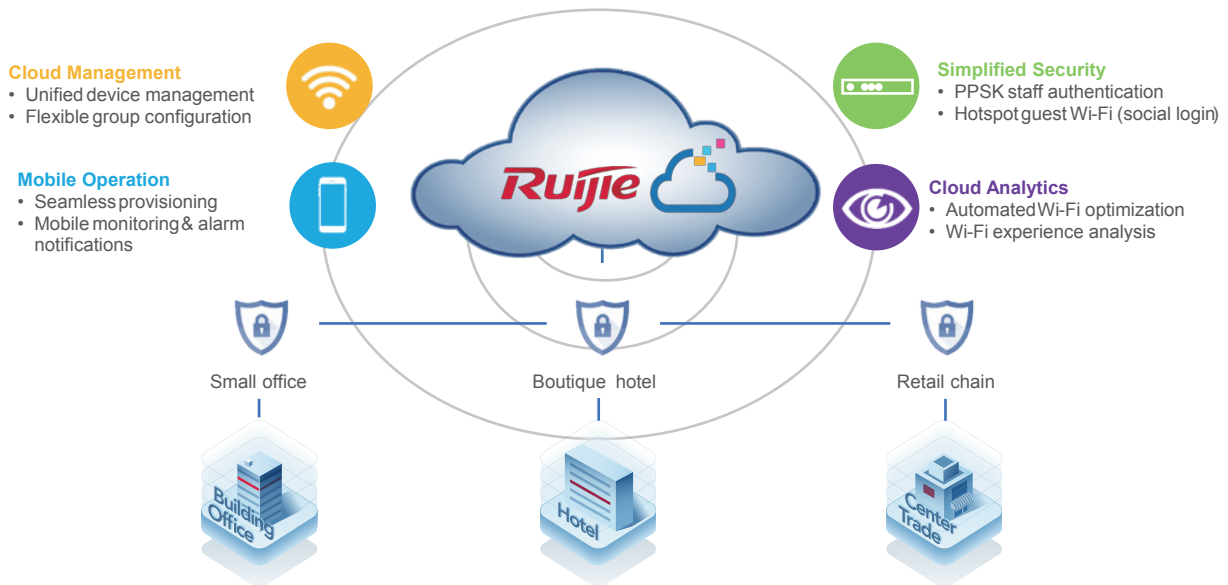 Cloud Management
• Unified device management
• Flexible group configuration
Mobile Operation
• Seamless provisioning
• Mobile monitoring & alarm
notifications
Ruijie
Simplified Security
• PPSK staff authentication
• Hotspot guest Wi-Fi (social login)
Cloud Analytics
• Automated Wi-Fi optimization
• Wi-Fi experience analysis
Small office
Boutique hotel
Retail chain
Building
Office
Hotel
Center
Trade